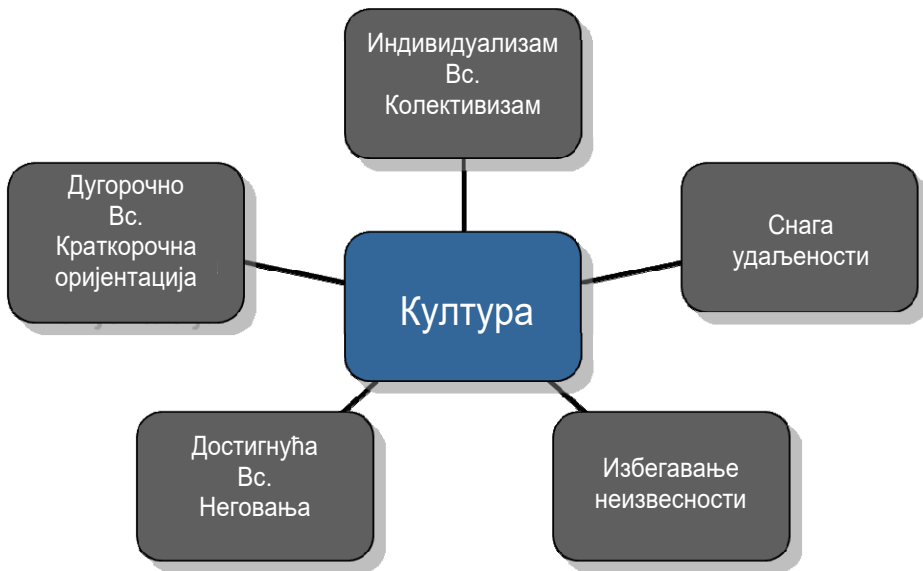 Индивидуализам
Вс.
Колективизам
Дугорочно
Вс.
Краткорочна
оријентација
Снага
удаљености
Култура
Достигнућа
Вс.
Неговања
Избегавање
неизвесности